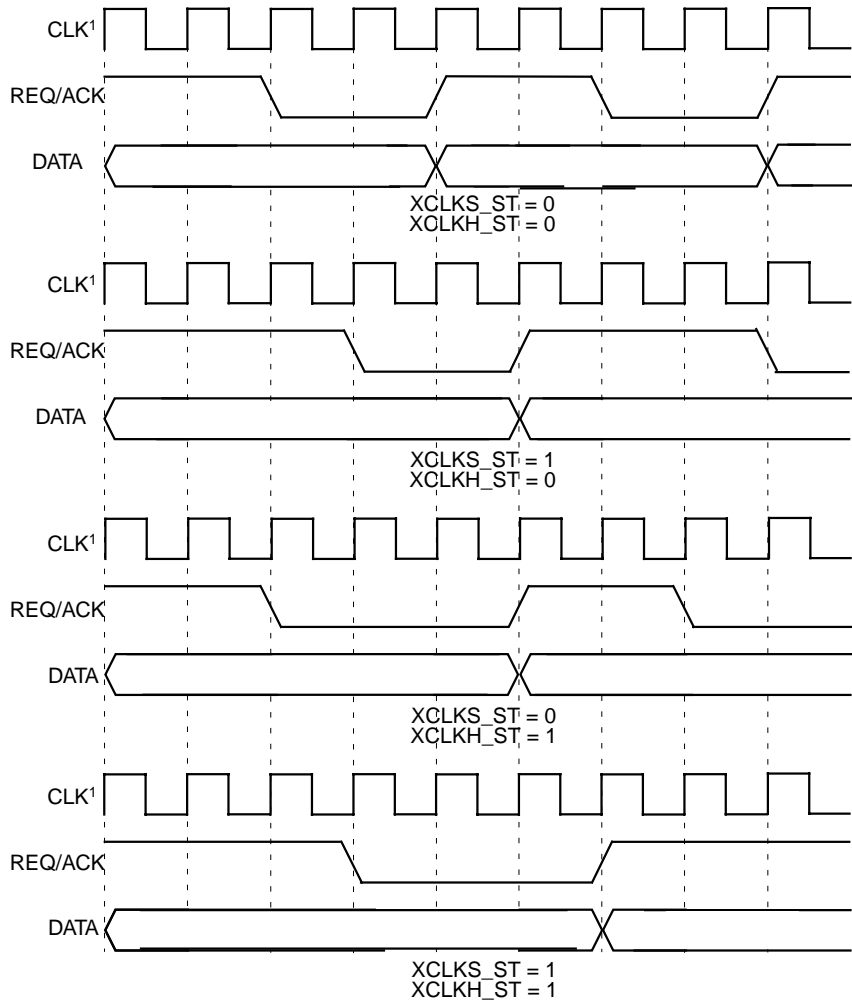 CLK¹
REQ/ACK
DATA
XCLKS_ST = 0
XCLKH_ST = 0
CLK¹
REQ/ACK
DATA
XCLKS_ST = 1
XCLKH_ST = 0
CLK¹
REQ/ACK
DATA
XCLKS_ST = 0
XCLKH_ST = 1
CLK¹
REQ/ACK
DATA
XCLKS_ST = 1
XCLKH_ST = 1